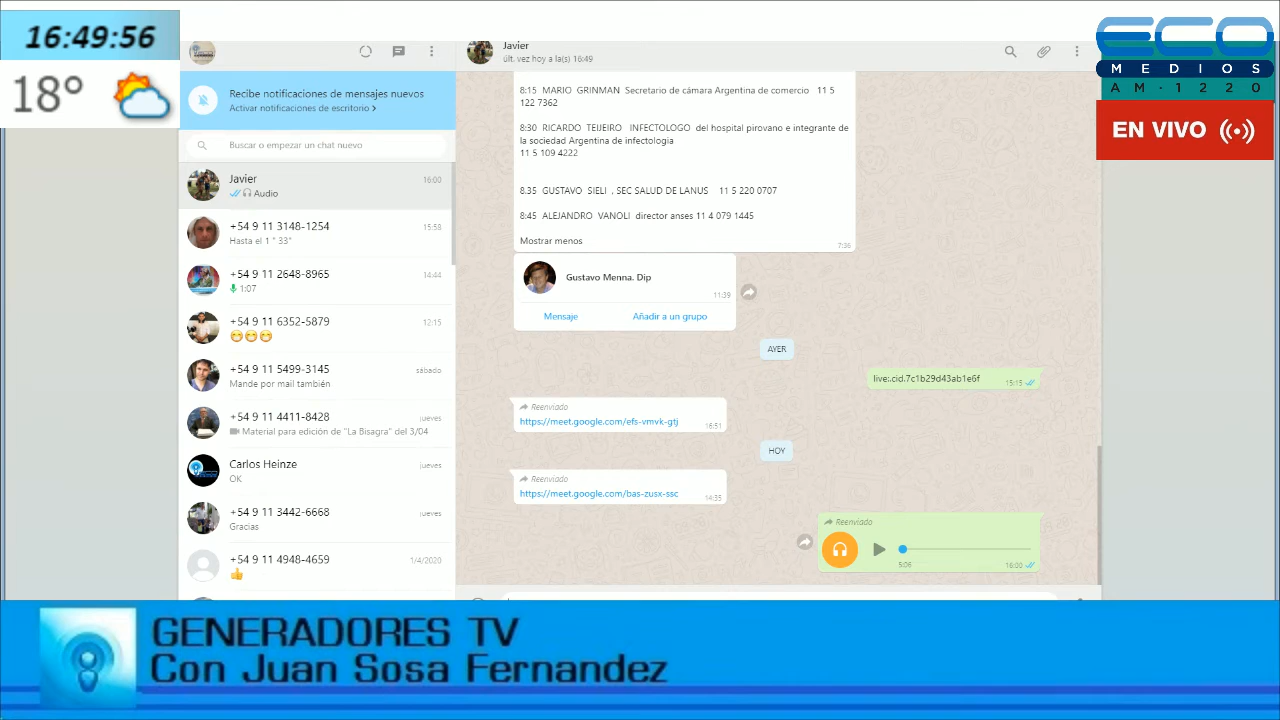 16:49:56
18°
ECO
MEDIOS
AM·1220
EN VIVO
Recibe notificaciones de mensajes nuevos
Activar notificaciones de escritorio >
Buscar o empezar un chat nuevo
Javier
16:00
Audio
+54 9 11 3148-1254
15:58
Hasta el 1 " 33"
+54 9 11 2648-8965
14:44
1:07
+54 9 11 6352-5879
12:15
😁😁😁
+54 9 11 5499-3145
sábado
Mande por mail también
+54 9 11 4411-8428
jueves
Material para edición de "La Bisagra" del 3/04
Carlos Heinze
jueves
OK
+54 9 11 3442-6668
jueves
Gracias
+54 9 11 4948-4659
1/4/2020
👍
Javier
últ. vez hoy a la(s) 16:49
8:15 MARIO GRINMAN Secretario de cámara Argentina de comercio 11 5
122 7362
8:30 RICARDO TEIJEIRO INFECTOLOGO del hospital pirovano e integrante de
la sociedad Argentina de infectologia
11 5 109 4222
8.35 GUSTAVO SIELI , SEC SALUD DE LANUS 11 5 220 0707
8:45 ALEJANDRO VANOLI director anses 11 4 079 1445
Mostrar menos
7:36
Gustavo Menna. Dip
11:39
Mensaje
Añadir a un grupo
AYER
live:.cid.7c1b29d43ab1e6f
15:15
Reenviado
https://meet.google.com/efs-vmvk-gtj
16:51
HOY
Reenviado
https://meet.google.com/bas-zusx-ssc
14:35
Reenviado
5:06
16:00
GENERADORES TV
Con Juan Sosa Fernandez